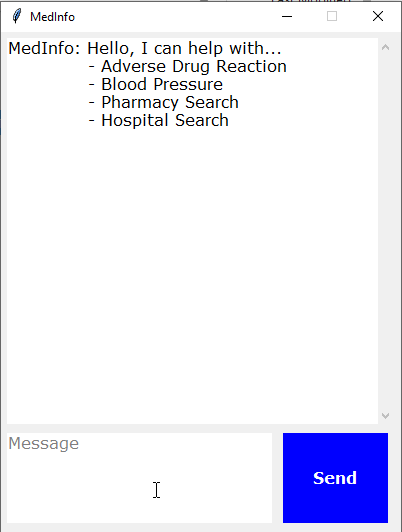 MedInfo
MedInfo: Hello, I can help with...
- Adverse Drug Reaction
- Blood Pressure
- Pharmacy Search
- Hospital Search
Message
Send